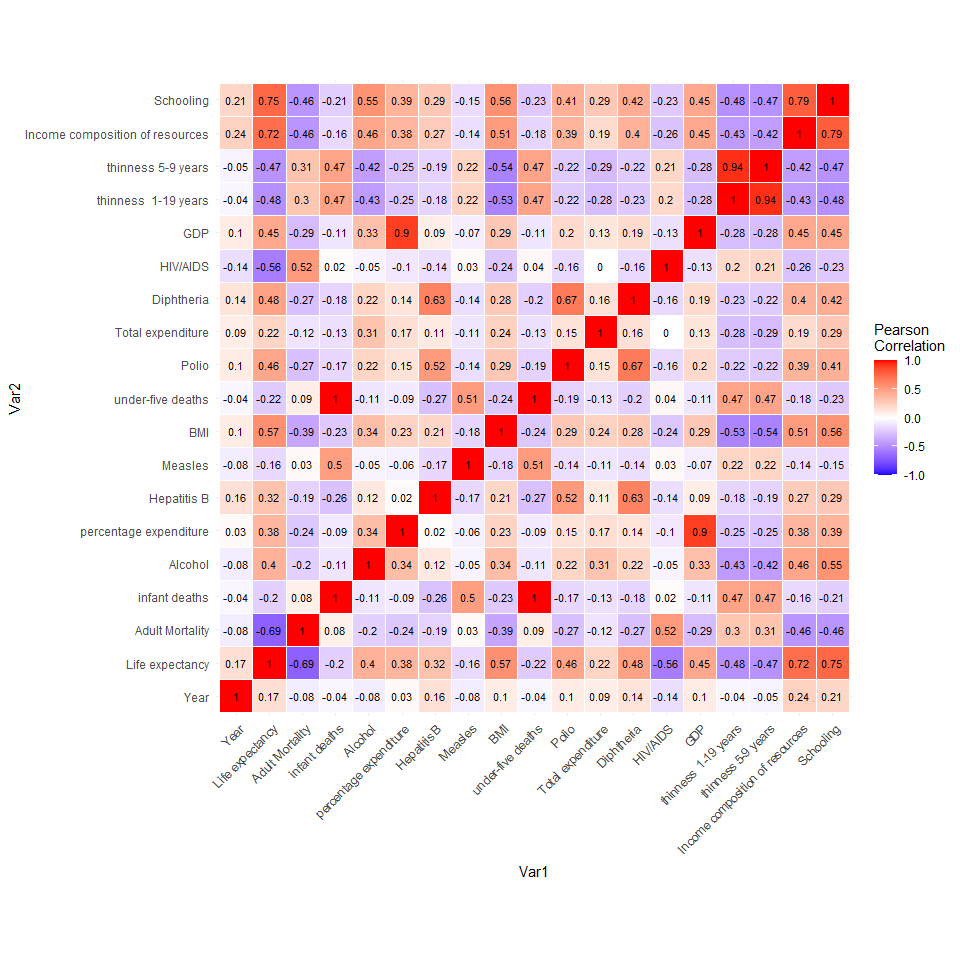 Schooling 0.21 0.75 -0.46 -0.21 0.55 0.39 0.29 -0.15 0.56 -0.23 0.41 0.29 0.42 -0.23 0.45 -0.48 -0.47 0.79 1
Income composition of resources 0.24 0.72 -0.46 -0.16 0.46 0.38 0.27 -0.14 0.51 -0.18 0.39 0.19 0.4 -0.26 0.45 -0.43 -0.42 1 0.79
thinness 5-9 years -0.05 -0.47 0.31 0.47 -0.42 -0.25 -0.19 0.22 -0.54 0.47 -0.22 -0.29 -0.22 0.21 -0.28 0.94 1 -0.42 -0.47
thinness  1-19 years -0.04 -0.48 0.3 0.47 -0.43 -0.25 -0.18 0.22 -0.53 0.47 -0.22 -0.28 -0.23 0.2 -0.28 1 0.94 -0.43 -0.48
GDP 0.1 0.45 -0.29 -0.11 0.33 0.9 0.09 -0.07 0.29 -0.11 0.2 0.13 0.19 -0.13 1 -0.28 -0.28 0.45 0.45
HIV/AIDS -0.14 -0.56 0.52 0.02 -0.05 -0.1 -0.14 0.03 -0.24 0.04 -0.16 0 -0.16 1 -0.13 0.2 0.21 -0.26 -0.23
Diphtheria 0.14 0.48 -0.27 -0.18 0.22 0.14 0.63 -0.14 0.28 -0.2 0.67 0.16 1 -0.16 0.19 -0.23 -0.22 0.4 0.42
Total expenditure 0.09 0.22 -0.12 -0.13 0.31 0.17 0.11 -0.11 0.24 -0.13 0.15 1 0.16 0 0.13 -0.28 -0.29 0.19 0.29
Polio 0.1 0.46 -0.27 -0.17 0.22 0.15 0.52 -0.14 0.29 -0.19 1 0.15 0.67 -0.16 0.2 -0.22 -0.22 0.39 0.41
under-five deaths -0.04 -0.22 0.09 1 -0.11 -0.09 -0.27 0.51 -0.24 1 -0.19 -0.13 -0.2 0.04 -0.11 0.47 0.47 -0.18 -0.23
BMI 0.1 0.57 -0.39 -0.23 0.34 0.23 0.21 -0.18 1 -0.24 0.29 0.24 0.28 -0.24 0.29 -0.53 -0.54 0.51 0.56
Measles -0.08 -0.16 0.03 0.5 -0.05 -0.06 -0.17 1 -0.18 0.51 -0.14 -0.11 -0.14 0.03 -0.07 0.22 0.22 -0.14 -0.15
Hepatitis B 0.16 0.32 -0.19 -0.26 0.12 0.02 1 -0.17 0.21 -0.27 0.52 0.11 0.63 -0.14 0.09 -0.18 -0.19 0.27 0.29
percentage expenditure 0.03 0.38 -0.24 -0.09 0.34 1 0.02 -0.06 0.23 -0.09 0.15 0.17 0.14 -0.1 0.9 -0.25 -0.25 0.38 0.39
Alcohol -0.08 0.4 -0.2 -0.11 1 0.34 0.12 -0.05 0.34 -0.11 0.22 0.31 0.22 -0.05 0.33 -0.43 -0.42 0.46 0.55
infant deaths -0.04 -0.2 0.08 1 -0.11 -0.09 -0.26 0.5 -0.23 1 -0.17 -0.13 -0.18 0.02 -0.11 0.47 0.47 -0.16 -0.21
Adult Mortality -0.08 -0.69 1 0.08 -0.2 -0.24 -0.19 0.03 -0.39 0.09 -0.27 -0.12 -0.27 0.52 -0.29 0.3 0.31 -0.46 -0.46
Life expectancy 0.17 1 -0.69 -0.2 0.4 0.38 0.32 -0.16 0.57 -0.22 0.46 0.22 0.48 -0.56 0.45 -0.48 -0.47 0.72 0.75
Year 1 0.17 -0.08 -0.04 -0.08 0.03 0.16 -0.08 0.1 -0.04 0.1 0.09 0.14 -0.14 0.1 -0.04 -0.05 0.24 0.21
Year
Life expectancy
Adult Mortality
infant deaths
Alcohol
percentage expenditure
Hepatitis B
Measles
BMI
under-five deaths
Polio
Total expenditure
Diphtheria
HIV/AIDS
GDP
thinness  1-19 years
thinness 5-9 years
Income composition of resources
Schooling
Var1
Var2
Pearson
Correlation
1.0
0.5
0.0
-0.5
-1.0